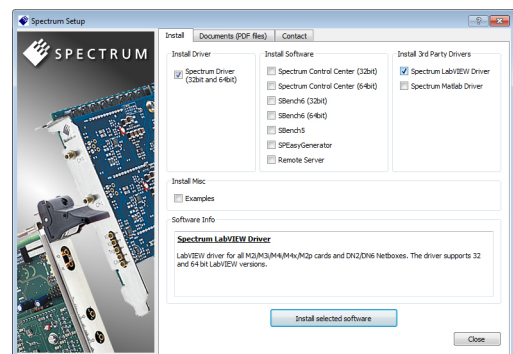 Spectrum Setup
SPECTRUM
Install
Documents (PDF files)
Contact
Install Driver
Spectrum Driver
(32bit and 64bit)
Install Software
Spectrum Control Center (32bit)
Spectrum Control Center (64bit)
SBench6 (32bit)
SBench6 (64bit)
SBench5
SPEasyGenerator
Remote Server
Install 3rd Party Drivers
Spectrum LabVIEW Driver
Spectrum Matlab Driver
Install Misc
Examples
Software Info
Spectrum LabVIEW Driver
LabVIEW driver for all M2i/M3i/M4i/M4x/M2p cards and DN2/DN6 Netboxes. The driver supports 32
and 64 bit LabVIEW versions.
Install selected software
Close